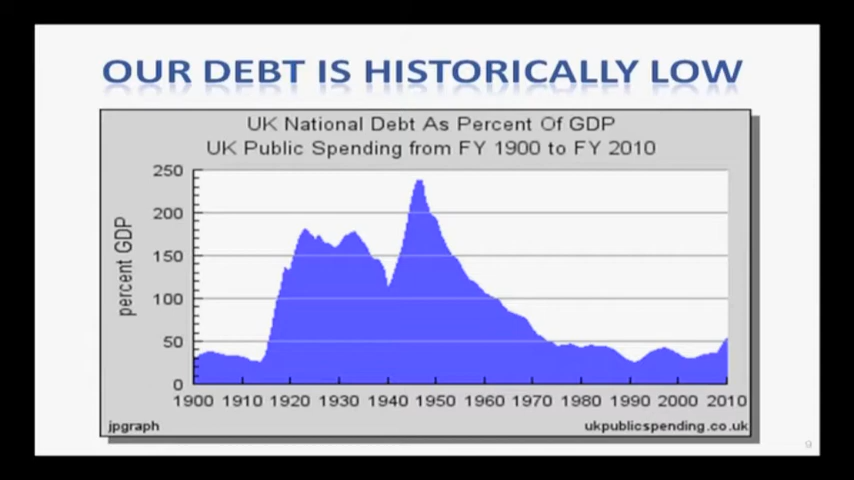 OUR DEBT IS HISTORICALLY LOW
UK National Debt As Percent Of GDP
UK Public Spending from FY 1900 to FY 2010
percent GDP
250
200
150
100
50
0
1900 1910 1920 1930 1940 1950 1960 1970 1980 1990 2000 2010
jpgraph
ukpublicspending.co.uk
9